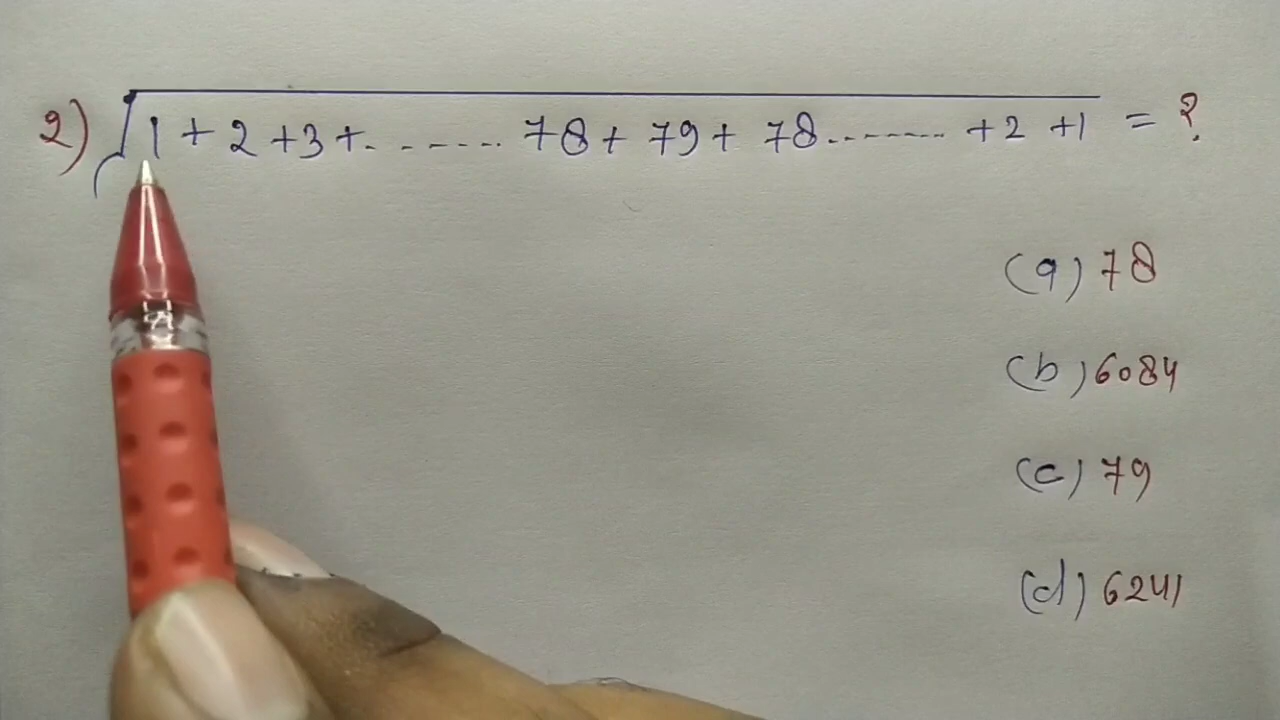 2) √1 + 2 + 3 + . ------- 78 + 79 + 78 . ------- + 2 + 1 = ?
(a) 78
(b) 6084
(c) 79
(d) 6241